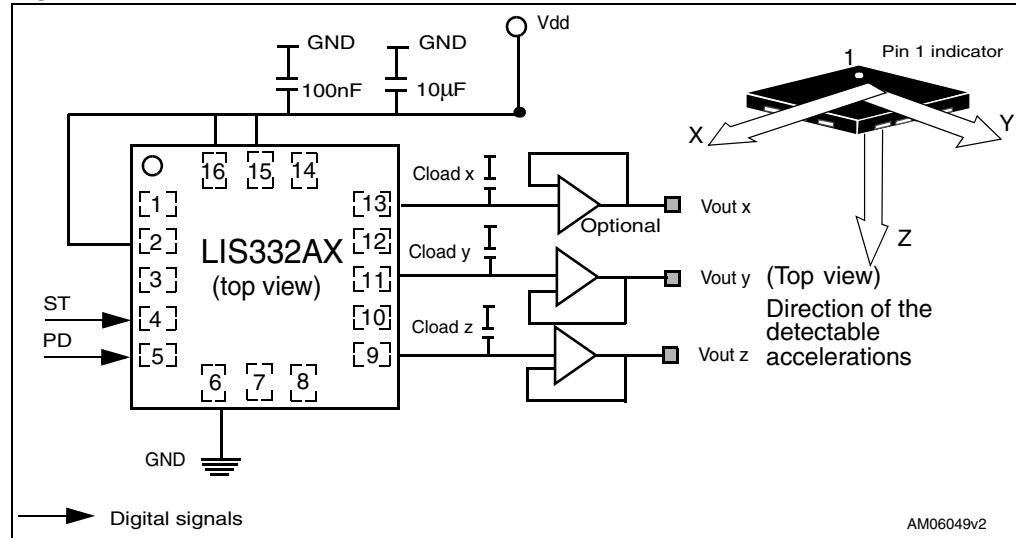 Vdd
GND
GND
100nF
10µF
1
Pin 1 indicator
X
Y
Z
16
15
14
1
2
3
4
5
6
7
8
13
12
11
10
9
LIS332AX
(top view)
Cload x
Cload y
Cload z
Optional
Vout x
Vout y
Vout z
(Top view)
Direction of the
detectable
accelerations
ST
PD
GND
Digital signals
AM06049v2